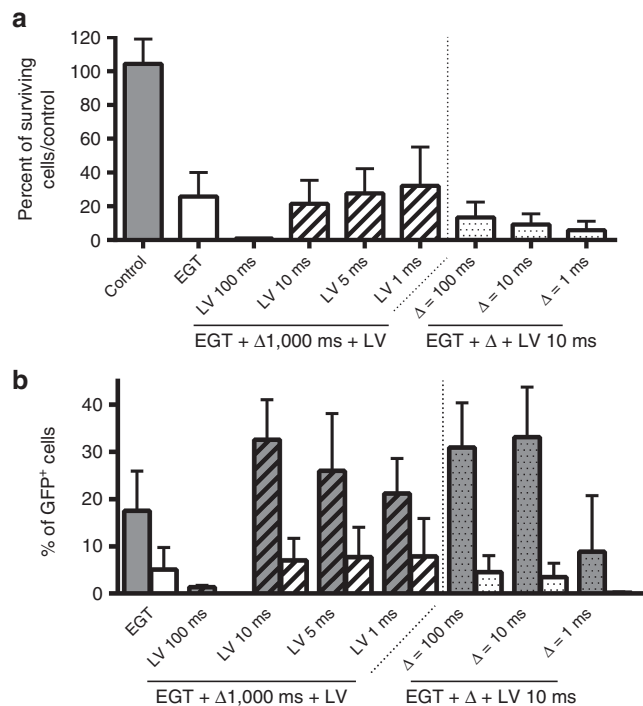 a
Percent of surviving
cells/control
120
100
80
60
40
20
0
Control
EGT
LV 100 ms
LV 10 ms
LV 5 ms
LV 1 ms
Δ = 100 ms
Δ = 10 ms
Δ = 1 ms
EGT + Δ1,000 ms + LV
EGT + Δ + LV 10 ms
b
% of GFP⁺ cells
40
30
20
10
0
EGT
LV 100 ms
LV 10 ms
LV 5 ms
LV 1 ms
Δ = 100 ms
Δ = 10 ms
Δ = 1 ms
EGT + Δ1,000 ms + LV
EGT + Δ + LV 10 ms